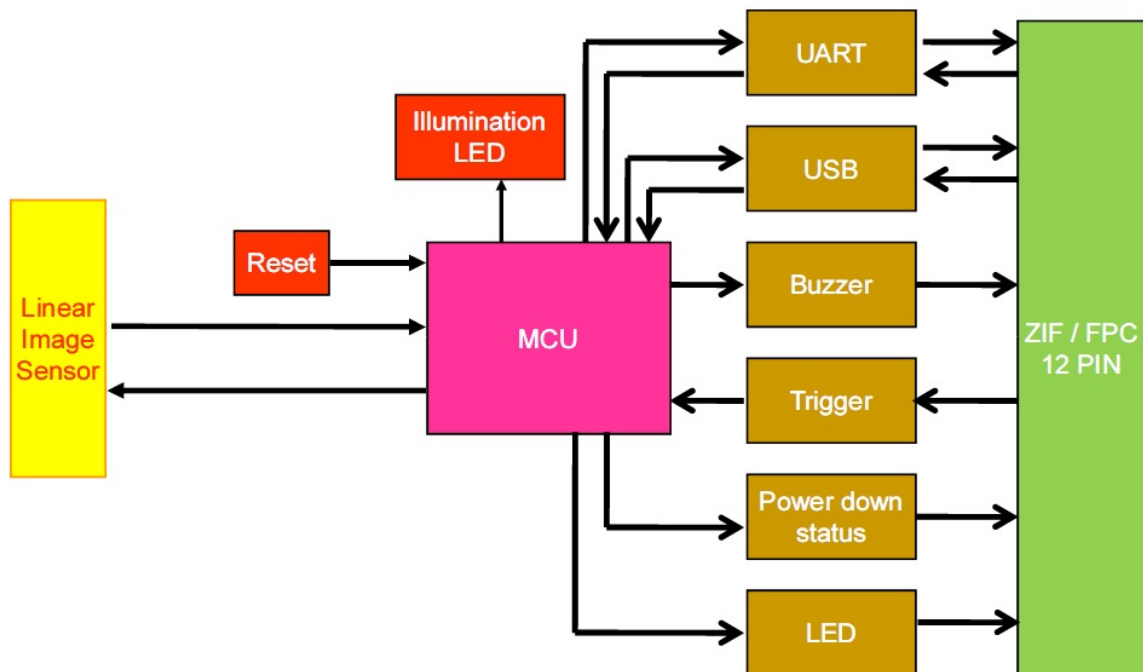 UART
Illumination
LED
USB
Reset
Buzzer
Linear
Image
Sensor
MCU
ZIF / FPC
12 PIN
Trigger
Power down
status
LED